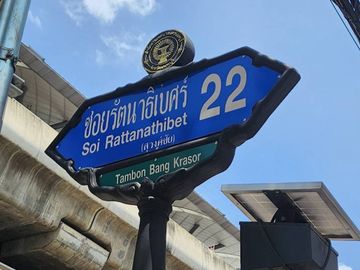 ซอยรัตนาธิเบศร์ 22
Soi Rattanathibet
Tambon Bang Krasor